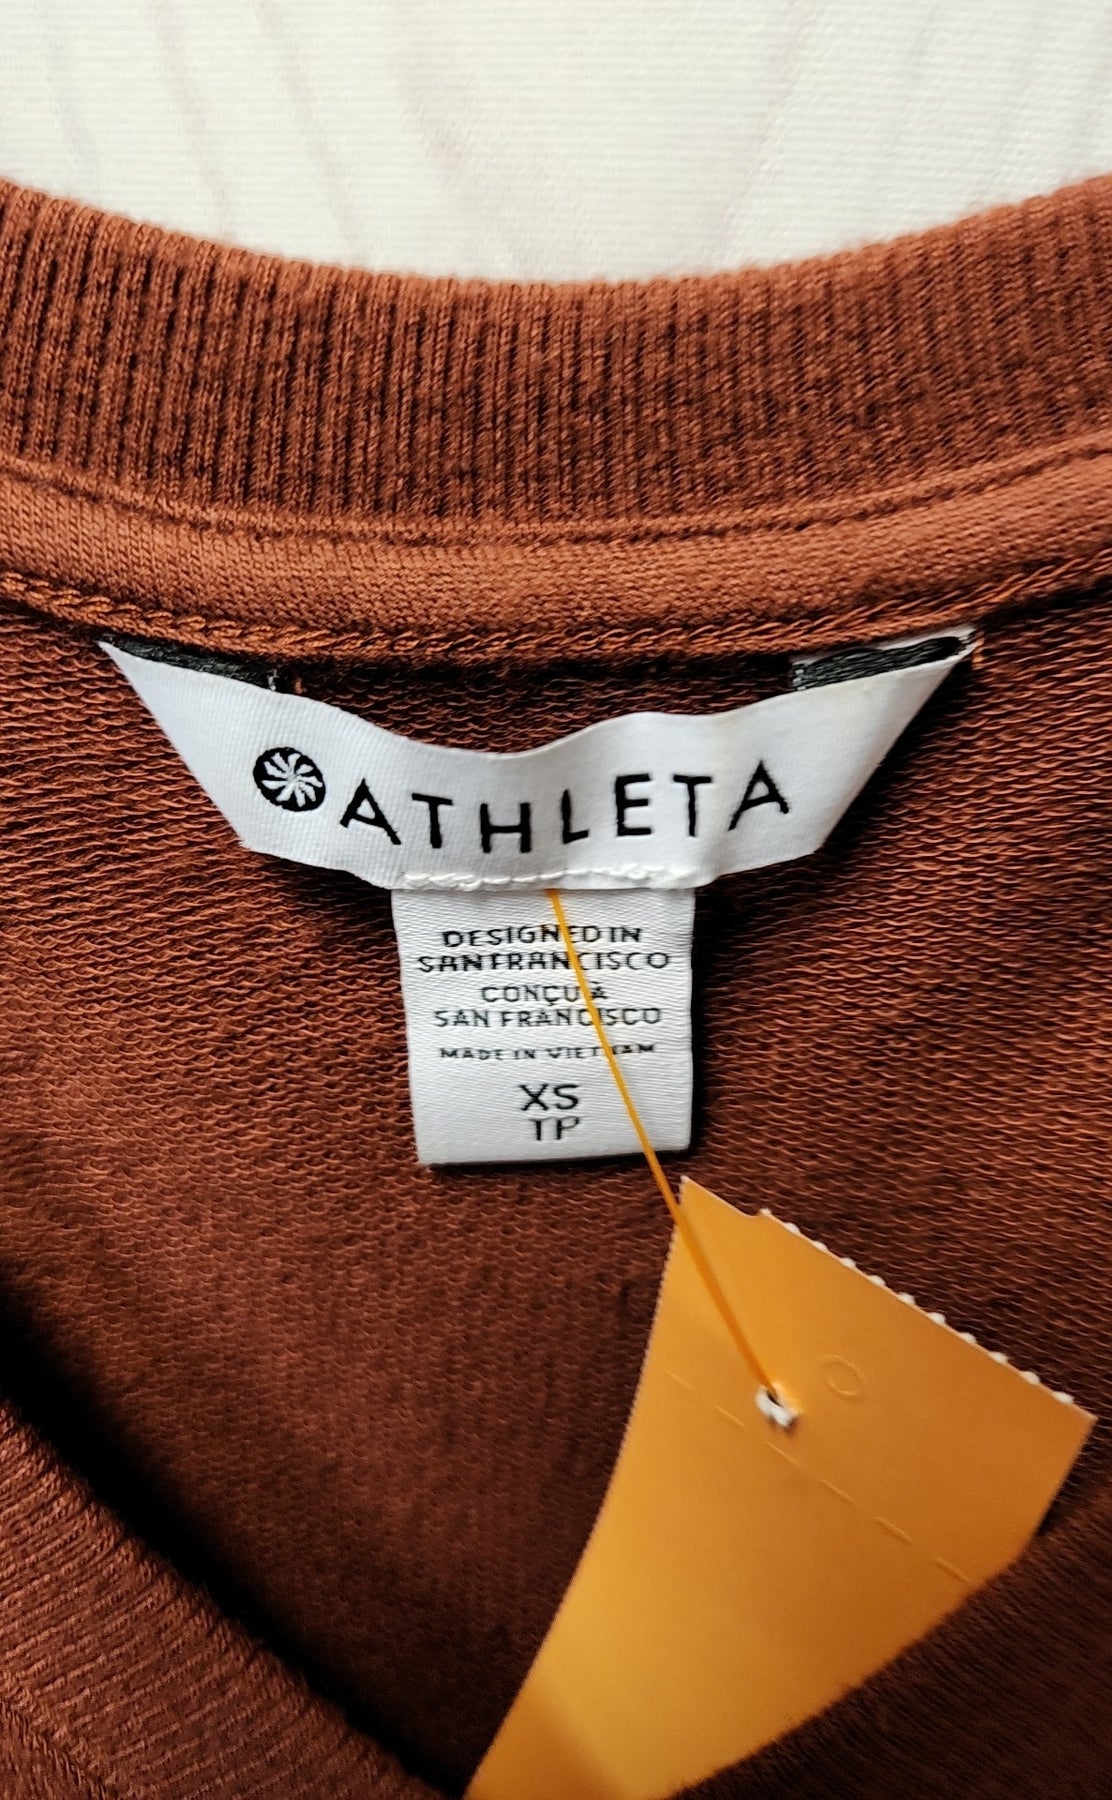 ATHLETA
DESIGNED IN
SAN FRANCISCO
CONÇU À
SAN FRANCISCO
MADE IN VIETNAM
XS
TP